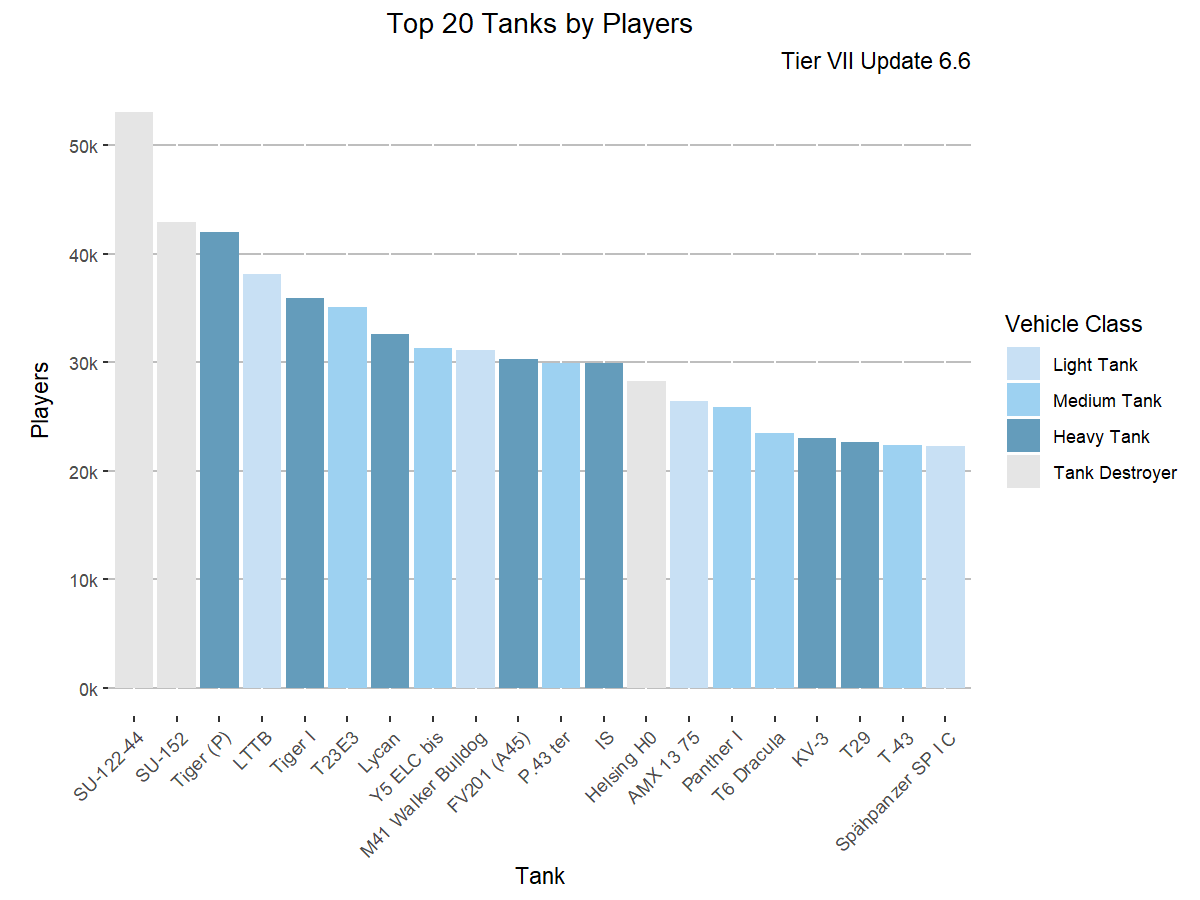 Top 20 Tanks by Players
Tier VII Update 6.6
50k
40k
30k
20k
10k
0k
Players
SU-122-44
SU-152
Tiger (P)
LTTB
Tiger I
T23E3
Lycan
Y5 ELC bis
M41 Walker Bulldog
FV201 (A45)
P.43 ter
IS
Helsing H0
AMX 13 75
Panther I
T6 Dracula
KV-3
T29
T-43
Spähpanzer SP I C
Tank
Vehicle Class
Light Tank
Medium Tank
Heavy Tank
Tank Destroyer